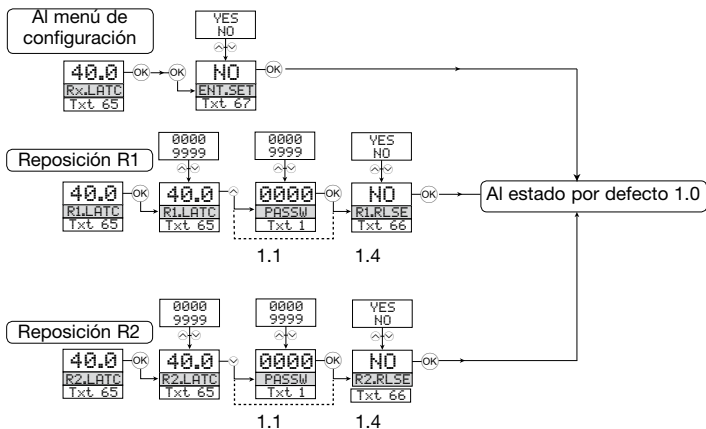 Al menú de
configuración
YES
NO
40.0
Rx.LATC
Txt 65
OK
OK
NO
ENT.SET
Txt 67
OK
Reposición R1
0000
9999
0000
9999
YES
NO
40.0
R1.LATC
Txt 65
OK
40.0
R1.LATC
Txt 65
0000
PASSW
Txt 1
OK
NO
R1.RLSE
Txt 66
OK
Al estado por defecto 1.0
1.1
1.4
Reposición R2
0000
9999
0000
9999
YES
NO
40.0
R2.LATC
Txt 65
OK
40.0
R2.LATC
Txt 65
0000
PASSW
Txt 1
OK
NO
R2.RLSE
Txt 66
OK
1.1
1.4